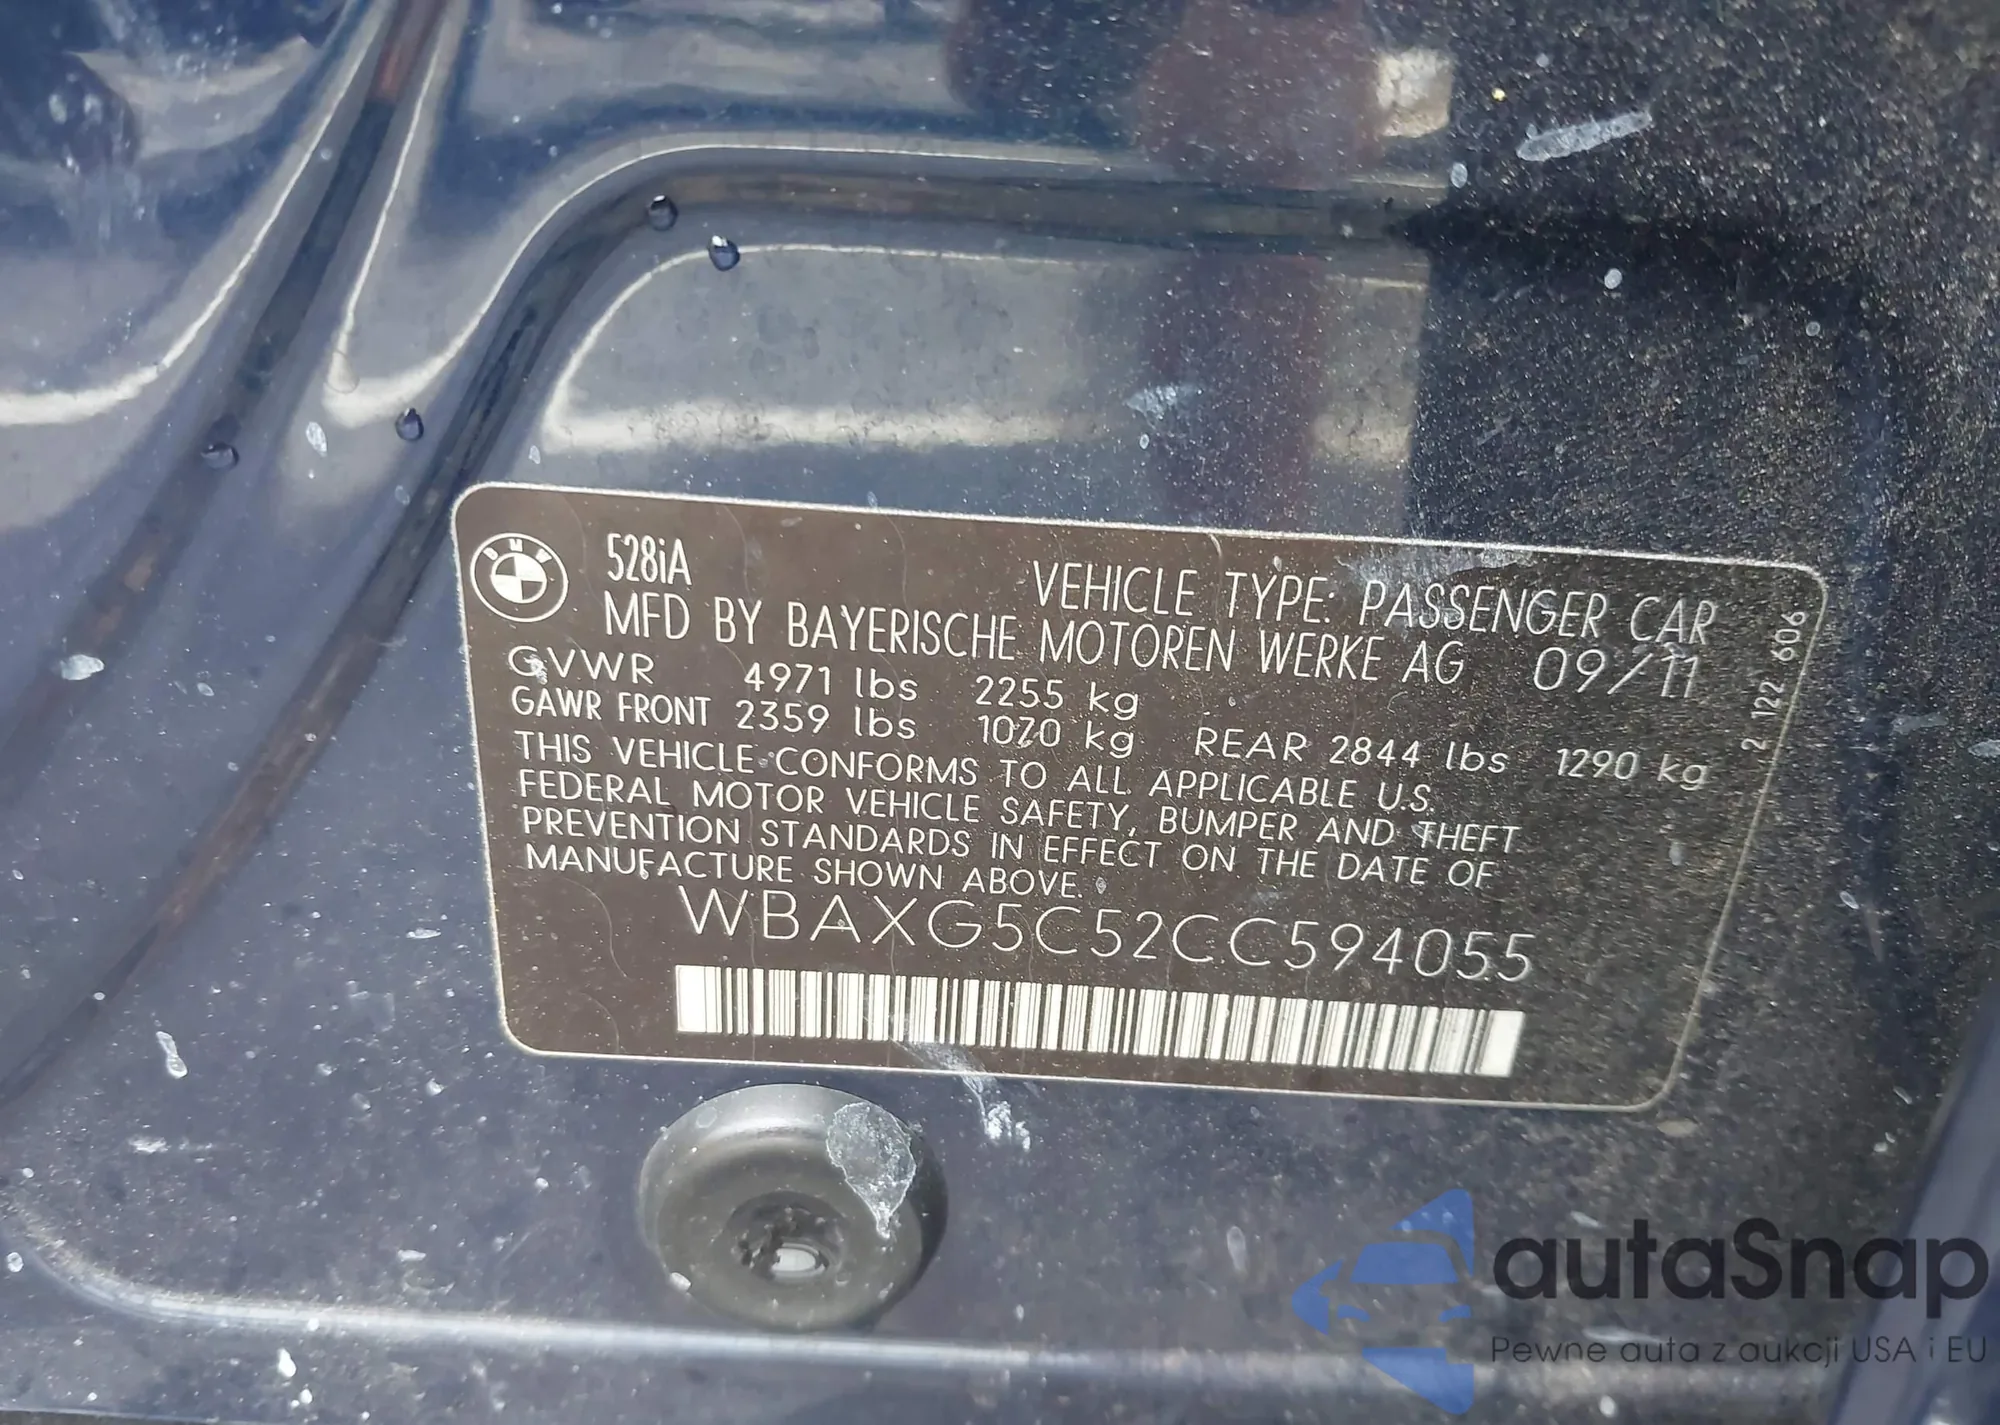 BMW
528iA
VEHICLE TYPE: PASSENGER CAR
MFD BY BAYERISCHE MOTOREN WERKE AG 09/11
GVWR 4971 lbs 2255 kg
GAWR FRONT 2359 lbs 1070 kg REAR 2844 lbs 1290 kg
THIS VEHICLE CONFORMS TO ALL APPLICABLE U.S.
FEDERAL MOTOR VEHICLE SAFETY, BUMPER AND THEFT
PREVENTION STANDARDS IN EFFECT ON THE DATE OF
MANUFACTURE SHOWN ABOVE.
WBAXG5C52CC594055
2 122 606
autaSnap
Pewne auta z aukcji USA i EU